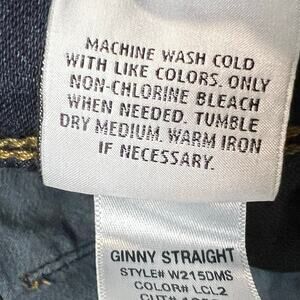 MACHINE WASH COLD
WITH LIKE COLORS. ONLY
NON-CHLORINE BLEACH
WHEN NEEDED. TUMBLE
DRY MEDIUM. WARM IRON
IF NECESSARY.
GINNY STRAIGHT
STYLE# W215DMS
COLOR# LCL2
CUT#